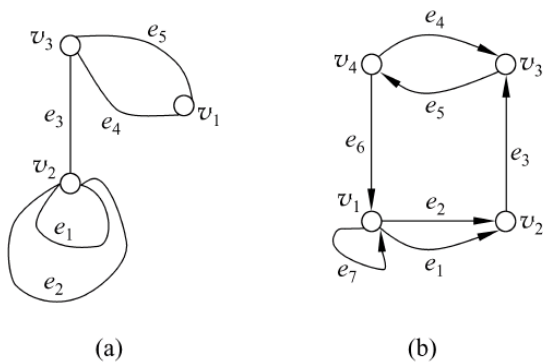 v₃ e₅
e₄ v₁
e₃
v₂
e₁
e₂
(a)
e₄
v₄ v₃
e₅
e₆ e₃
v₁ e₂
v₂
e₁
e₇
(b)